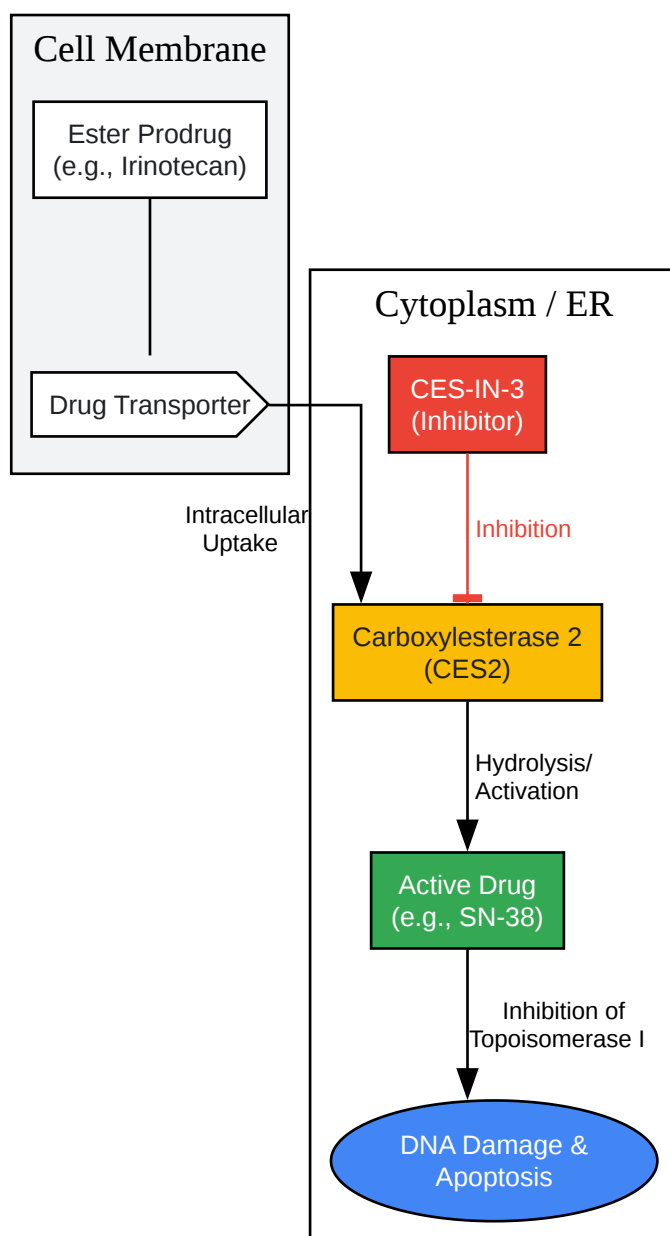 Cell Membrane
Ester Prodrug
(e.g., Irinotecan)
Drug Transporter
Intracellular
Uptake
Cytoplasm / ER
CES-IN-3
(Inhibitor)
Inhibition
Carboxylesterase 2
(CES2)
Hydrolysis/
Activation
Active Drug
(e.g., SN-38)
Inhibition of
Topoisomerase I
DNA Damage &
Apoptosis